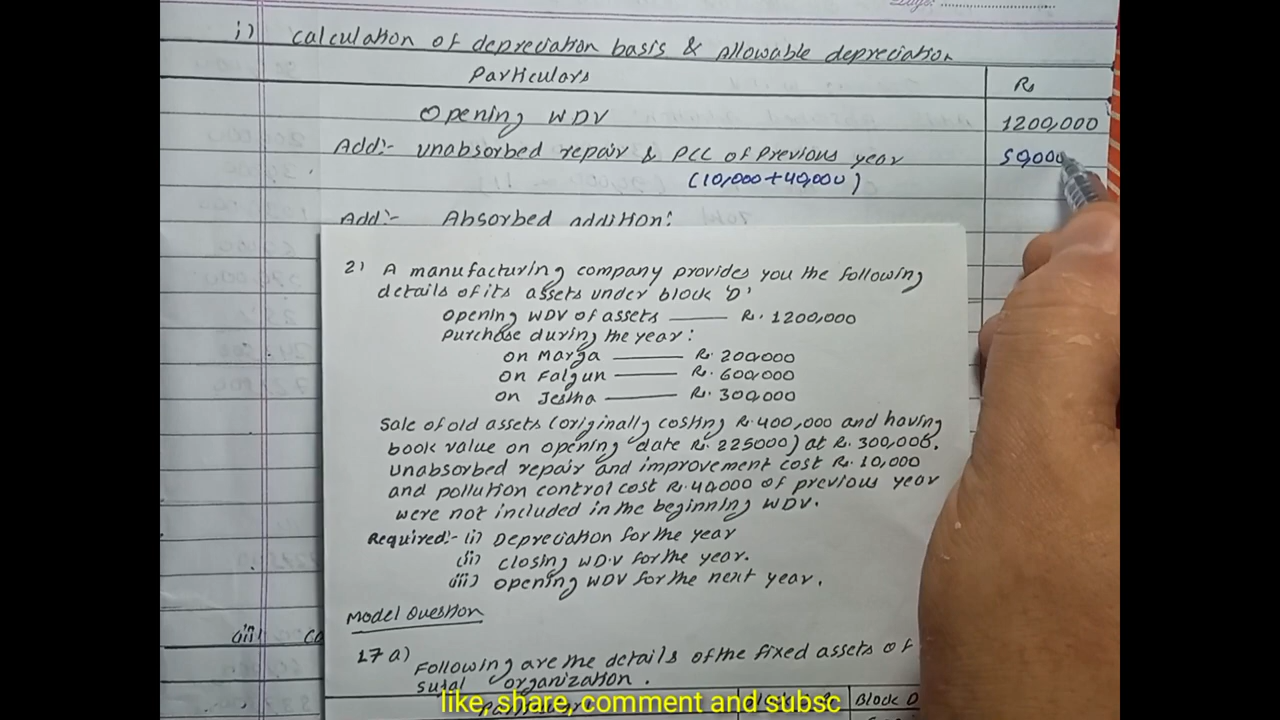 i) Calculation of depreciation basis & Allowable depreciation
Particulars Rs
Opening WDV 1200,000
Add:- unabsorbed repair & PCC of Previous year 50,000
(10,000+40,000)
Add:- Absorbed addition:
2) A manufacturing company provides you the following
details of its assets under block 'D'
Opening WDV of assets —— Rs. 1200,000
Purchase during the year:
on Marga —— Rs. 200,000
on Falgun —— Rs. 600,000
on Jestha —— Rs. 300,000
Sale of old assets (originally costing Rs. 400,000 and having
book value on opening date Rs. 225000) at Rs. 300,000.
Unabsorbed repair and improvement cost Rs. 10,000
and pollution control cost Rs. 40,000 of previous year
were not included in the beginning WDV.
Required:- (i) Depreciation for the year
(ii) closing W.D.V for the year.
(iii) opening WDV for the next year.
Model Question
17 a) Following are the details of the fixed assets of
sujal organization.
Particulars Block D
like, share, comment and subsc